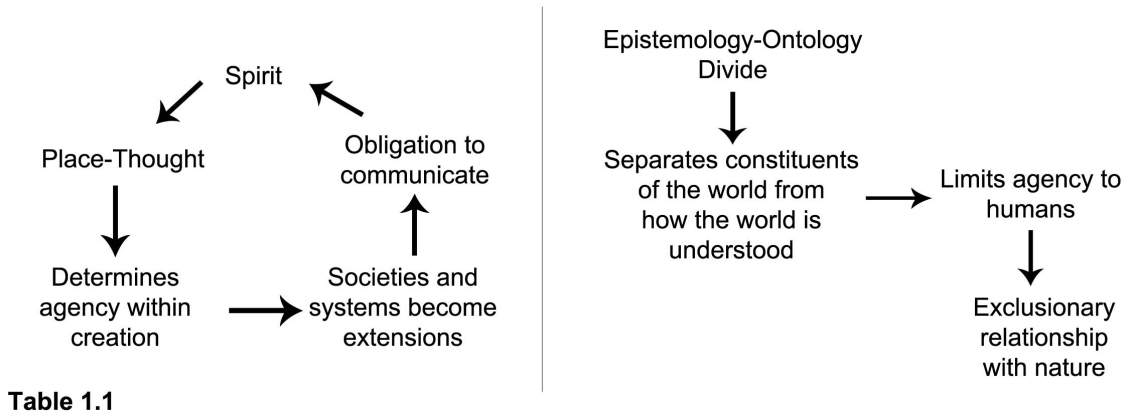 Spirit
Place-Thought
Determines
agency within
creation
Societies and
systems become
extensions
Obligation to
communicate
Epistemology-Ontology
Divide
Separates constituents
of the world from
how the world is
understood
Limits agency to
humans
Exclusionary
relationship
with nature
Table 1.1